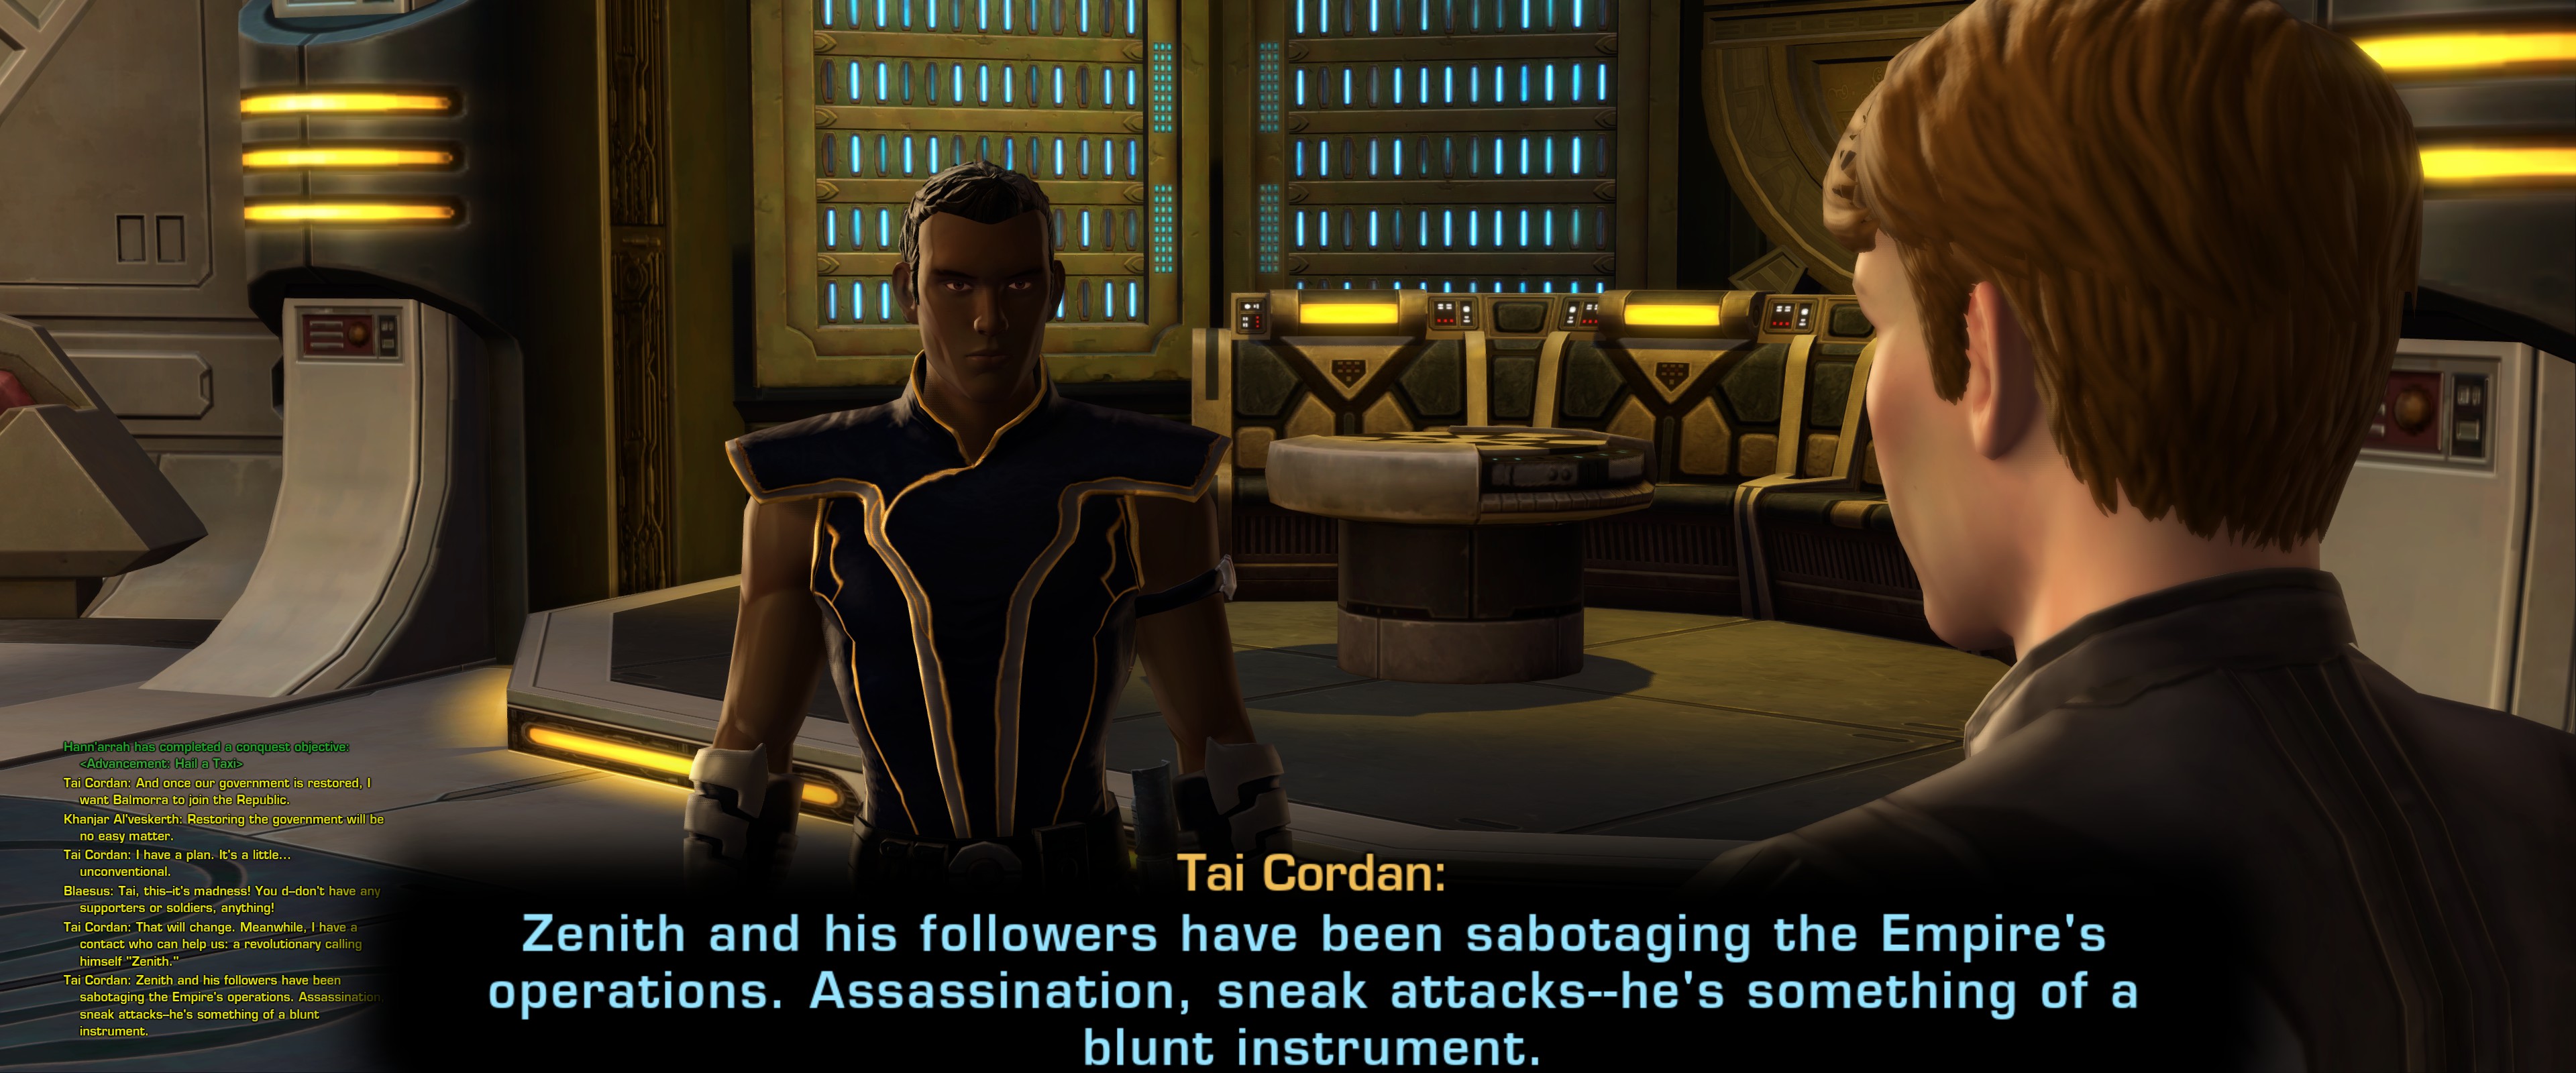 Hann'arrah has completed a conquest objective:
<Advancement: Hail a Taxi>
Tai Cordan: And once our government is restored, I
want Balmorra to join the Republic.
Khanjar Al'veskerth: Restoring the government will be
no easy matter.
Tai Cordan: I have a plan. It's a little...
unconventional.
Blaesus: Tai, this–it's madness! You d–don't have any
supporters or soldiers, anything!
Tai Cordan: That will change. Meanwhile, I have a
contact who can help us: a revolutionary calling
himself "Zenith."
Tai Cordan: Zenith and his followers have been
sabotaging the Empire's operations. Assassination,
sneak attacks–he's something of a blunt
instrument.
Tai Cordan:
Zenith and his followers have been sabotaging the Empire's
operations. Assassination, sneak attacks--he's something of a
blunt instrument.